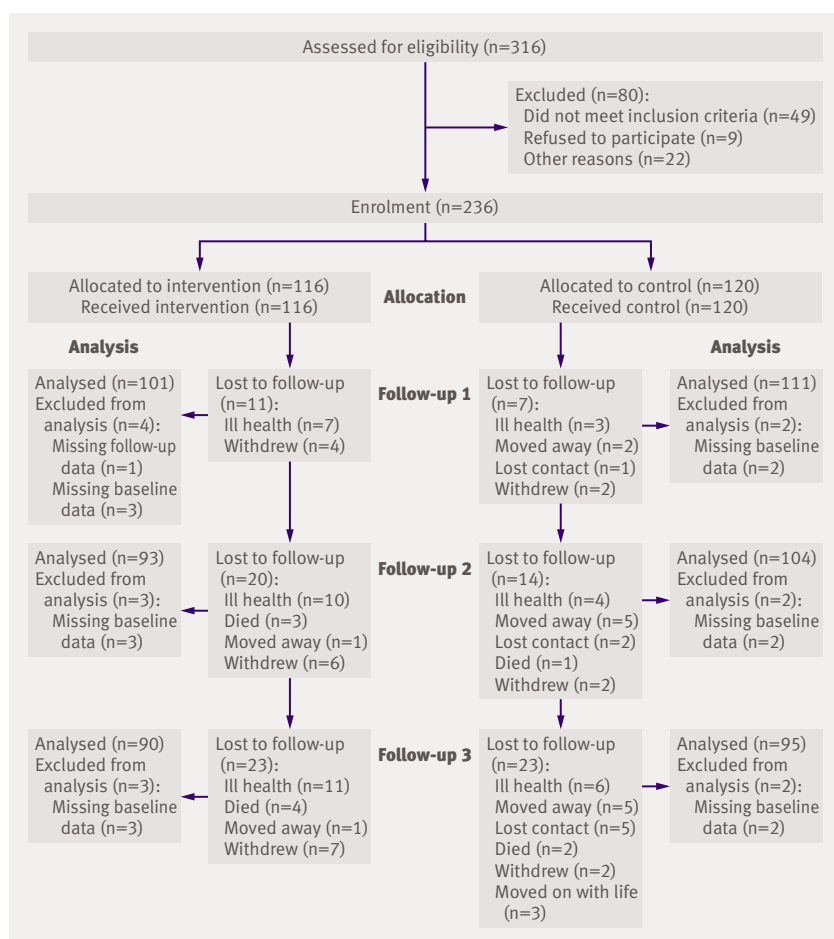 Assessed for eligibility (n=316)
Excluded (n=80):
Did not meet inclusion criteria (n=49)
Refused to participate (n=9)
Other reasons (n=22)
Enrolment (n=236)
Allocated to intervention (n=116)
Received intervention (n=116)
Allocation
Allocated to control (n=120)
Received control (n=120)
Analysis
Analysis
Analysed (n=101)
Excluded from
analysis (n=4):
Missing follow-up
data (n=1)
Missing baseline
data (n=3)
Lost to follow-up
(n=11):
Ill health (n=7)
Withdrew (n=4)
Follow-up 1
Lost to follow-up
(n=7):
Ill health (n=3)
Moved away (n=2)
Lost contact (n=1)
Withdrew (n=2)
Analysed (n=111)
Excluded from
analysis (n=2):
Missing baseline
data (n=2)
Analysed (n=93)
Excluded from
analysis (n=3):
Missing baseline
data (n=3)
Lost to follow-up
(n=20):
Ill health (n=10)
Died (n=3)
Moved away (n=1)
Withdrew (n=6)
Follow-up 2
Lost to follow-up
(n=14):
Ill health (n=4)
Moved away (n=5)
Lost contact (n=2)
Died (n=1)
Withdrew (n=2)
Analysed (n=104)
Excluded from
analysis (n=2):
Missing baseline
data (n=2)
Analysed (n=90)
Excluded from
analysis (n=3):
Missing baseline
data (n=3)
Lost to follow-up
(n=23):
Ill health (n=11)
Died (n=4)
Moved away (n=1)
Withdrew (n=7)
Follow-up 3
Lost to follow-up
(n=23):
Ill health (n=6)
Moved away (n=5)
Lost contact (n=5)
Died (n=2)
Withdrew (n=2)
Moved on with life
(n=3)
Analysed (n=95)
Excluded from
analysis (n=2):
Missing baseline
data (n=2)